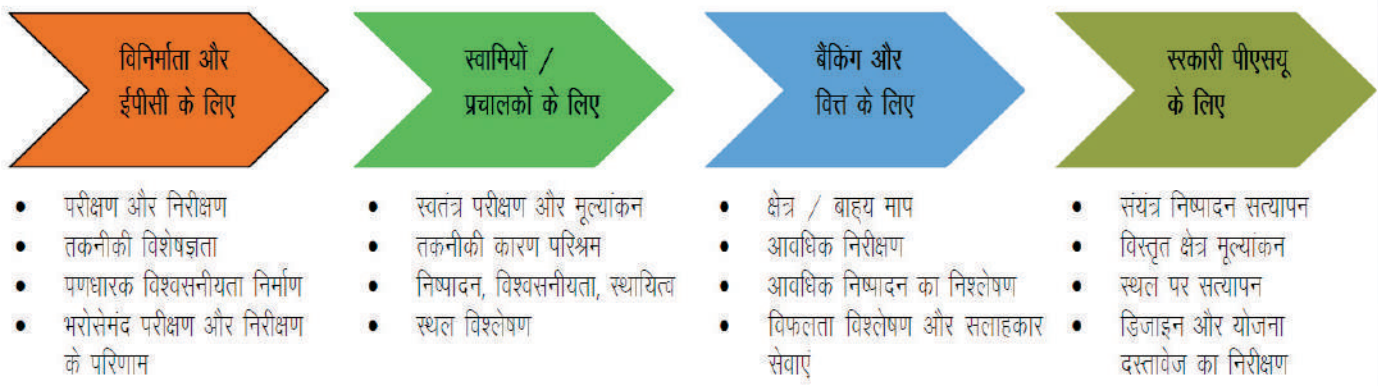 विनिर्माता और
ईपीसी के लिए
स्वामियों /
प्रचालकों के लिए
बैंकिंग और
वित्त के लिए
सरकारी पीएसयू
के लिए
• परीक्षण और निरीक्षण
• तकनीकी विशेषज्ञता
• पणधारक विश्वसनीयता निर्माण
• भरोसेमंद परीक्षण और निरीक्षण
के परिणाम
• स्वतंत्र परीक्षण और मूल्यांकन
• तकनीकी कारण परिश्रम
• निष्पादन, विश्वसनीयता, स्थायित्व
• स्थल विश्लेषण
• क्षेत्र / बाह्य माप
• आवधिक निरीक्षण
• आवधिक निष्पादन का निश्लेषण
• विफलता विश्लेषण और सलाहकार
सेवाएं
• संयंत्र निष्पादन सत्यापन
• विस्तृत क्षेत्र मूल्यांकन
• स्थल पर सत्यापन
• डिजाइन और योजना
दस्तावेज का निरीक्षण